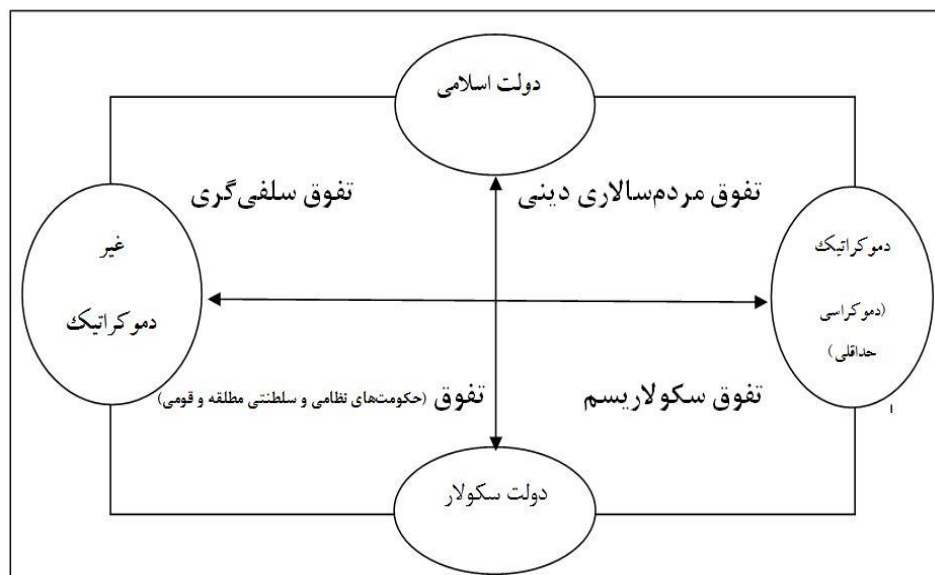 دولت اسلامی
تفوق مردم‌سالاری دینی
تفوق سلفی‌گری
دموکراتیک
(دموکراسی
حداقلی)
غیر
دموکراتیک
تفوق سکولاریسم
تفوق (حکومت‌های نظامی و سلطنتی مطلقه و قومی)
ا
دولت سکولار